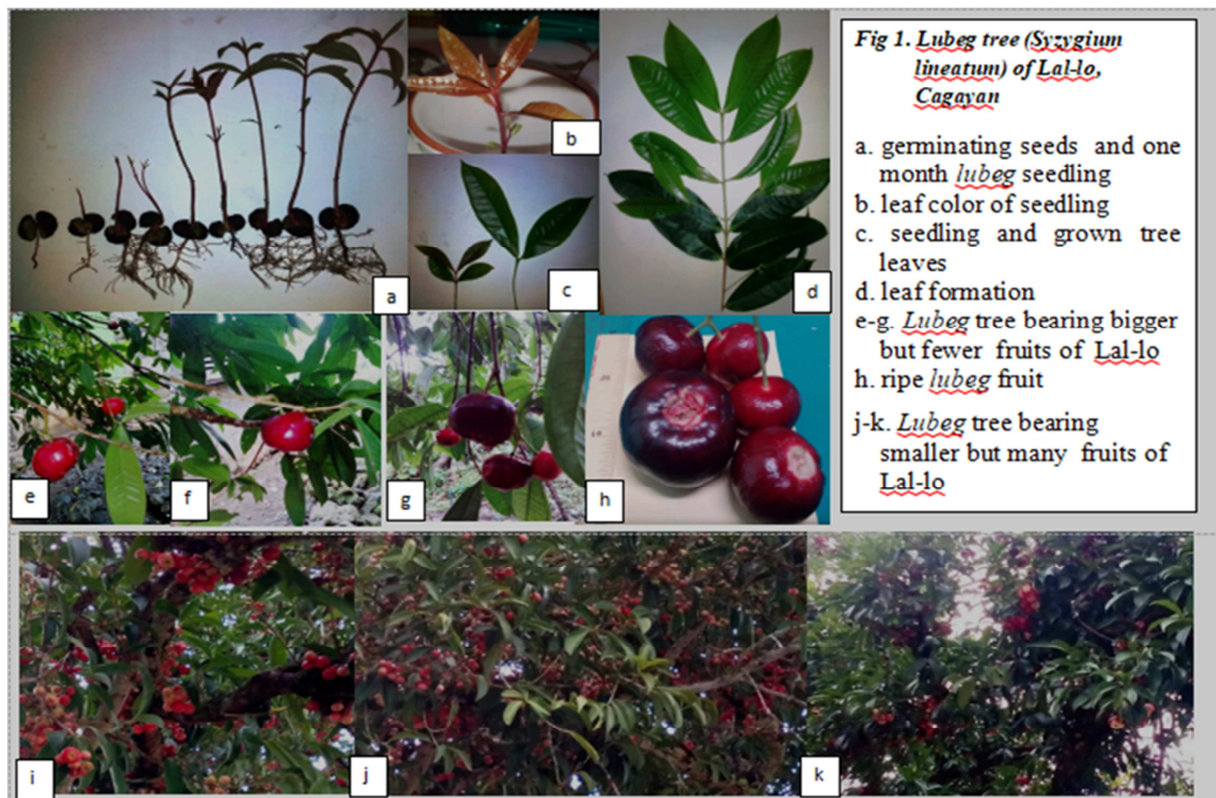 Fig 1. Lubeg tree (Syzygium
lineatum) of Lal-lo,
Cagayan
a. germinating seeds and one
month lubeg seedling
b. leaf color of seedling
c. seedling and grown tree
leaves
d. leaf formation
e-g. Lubeg tree bearing bigger
but fewer fruits of Lal-lo
h. ripe lubeg fruit
j-k. Lubeg tree bearing
smaller but many fruits of
Lal-lo
a
b
c
d
e
f
g
h
i
j
k